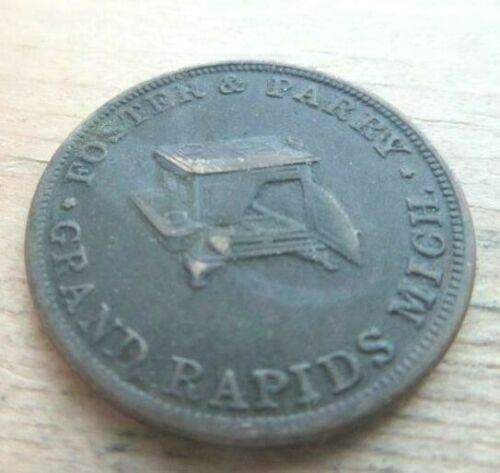 FOSTER & PARRY.
GRAND RAPIDS MICH.